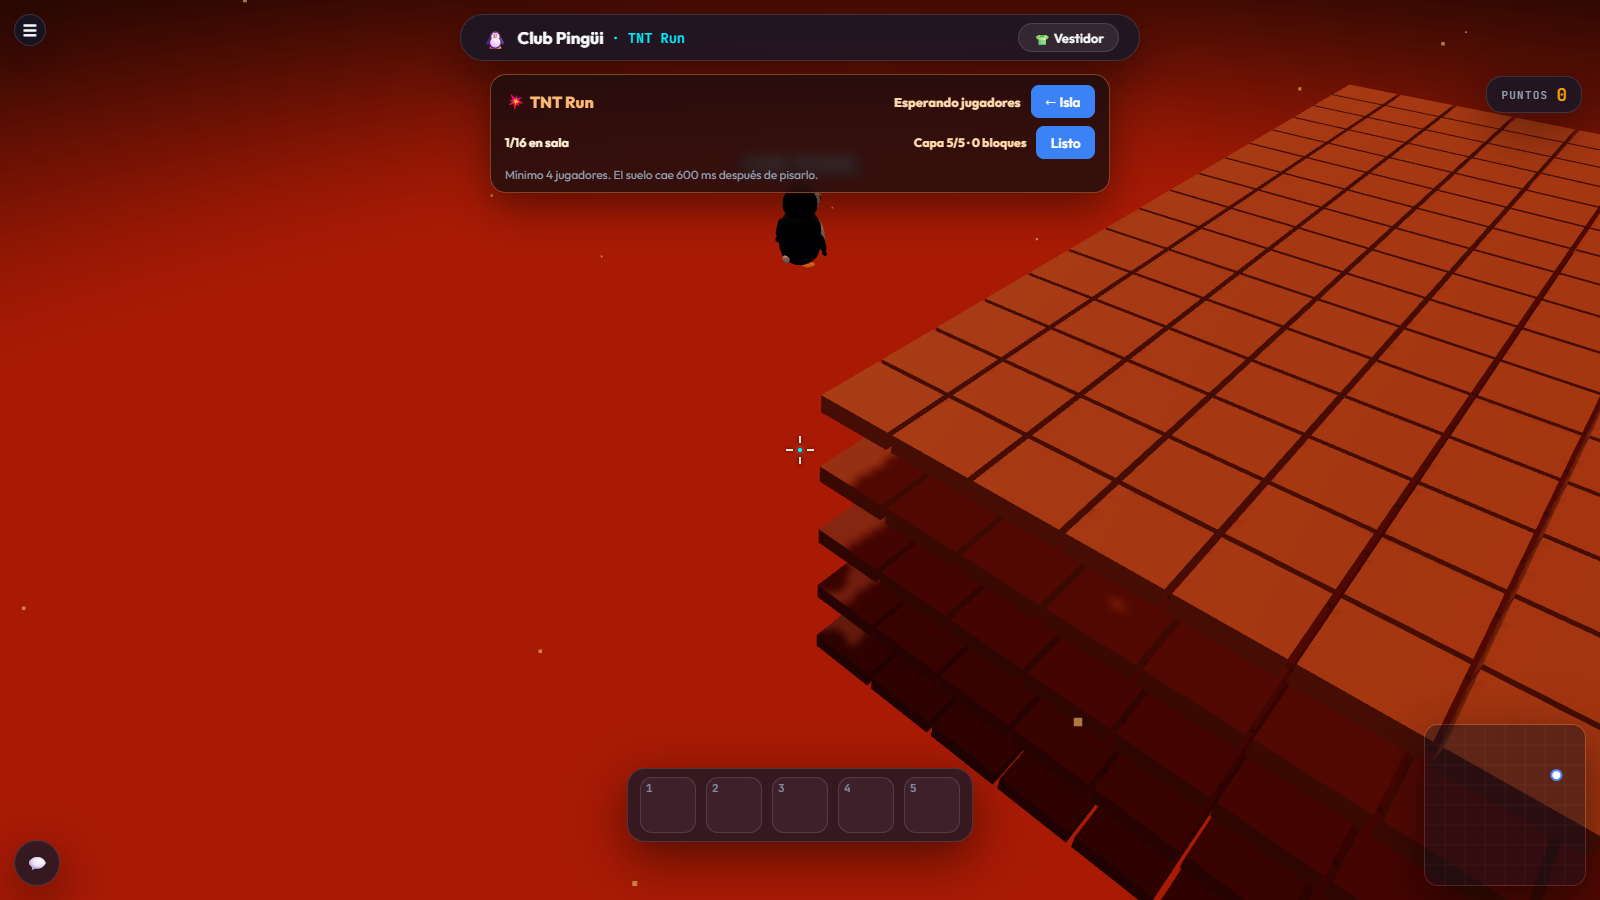 Club Pingüi · TNT Run
Vestidor
TNT Run
Esperando jugadores
← Isla
1/16 en sala
Capa 5/5 · 0 bloques
Listo
Mínimo 4 jugadores. El suelo cae 600 ms después de pisarlo.
PUNTOS 0
1 2 3 4 5